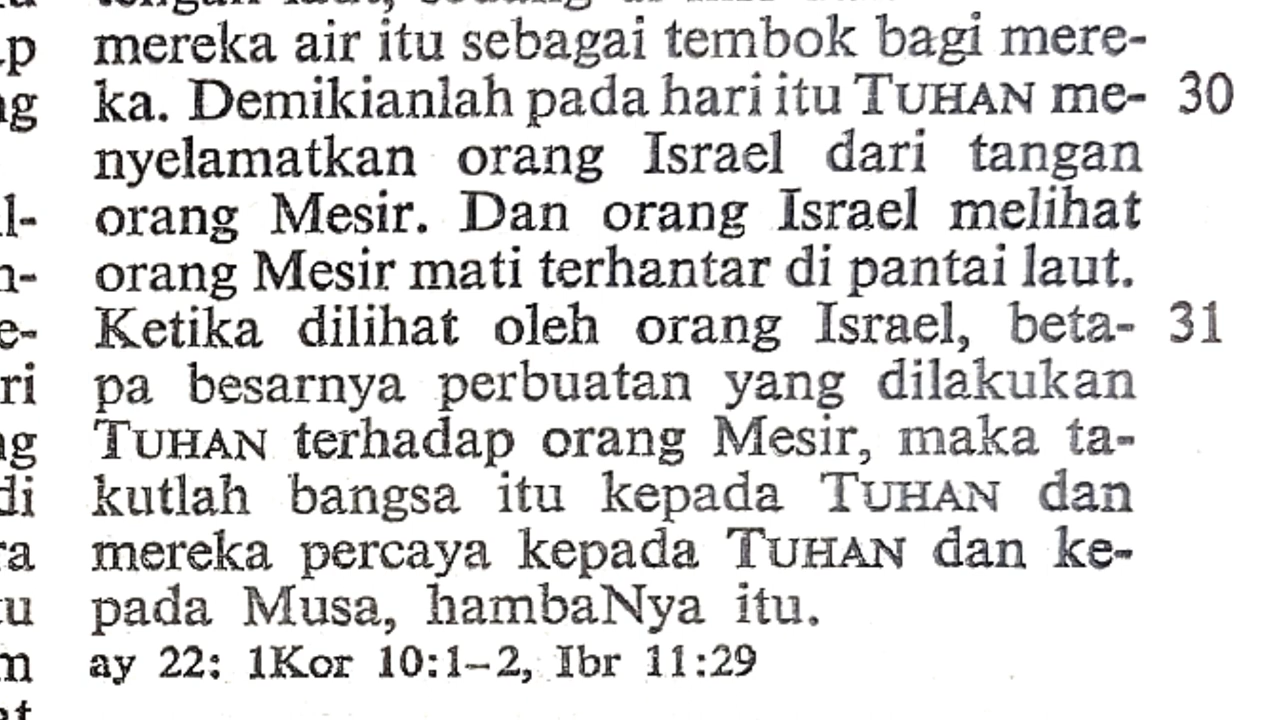 mereka air itu sebagai tembok bagi mere-
ka. Demikianlah pada hari itu TUHAN me- 30
nyelamatkan orang Israel dari tangan
orang Mesir. Dan orang Israel melihat
orang Mesir mati terhantar di pantai laut.
Ketika dilihat oleh orang Israel, beta- 31
pa besarnya perbuatan yang dilakukan
TUHAN terhadap orang Mesir, maka ta-
kutlah bangsa itu kepada TUHAN dan
mereka percaya kepada TUHAN dan ke-
pada Musa, hambaNya itu.
ay 22: 1Kor 10:1–2, Ibr 11:29